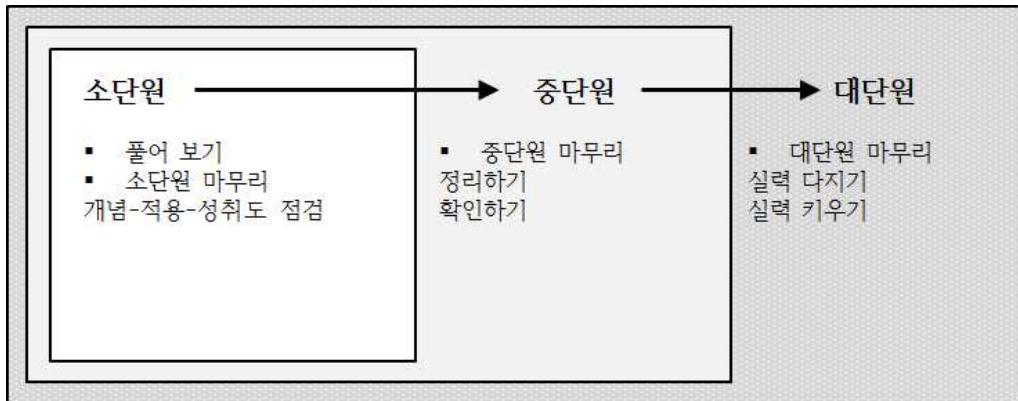 소단원
▪ 풀어 보기
▪ 소단원 마무리
개념-적용-성취도 점검
중단원
▪ 중단원 마무리
정리하기
확인하기
대단원
▪ 대단원 마무리
실력 다지기
실력 키우기